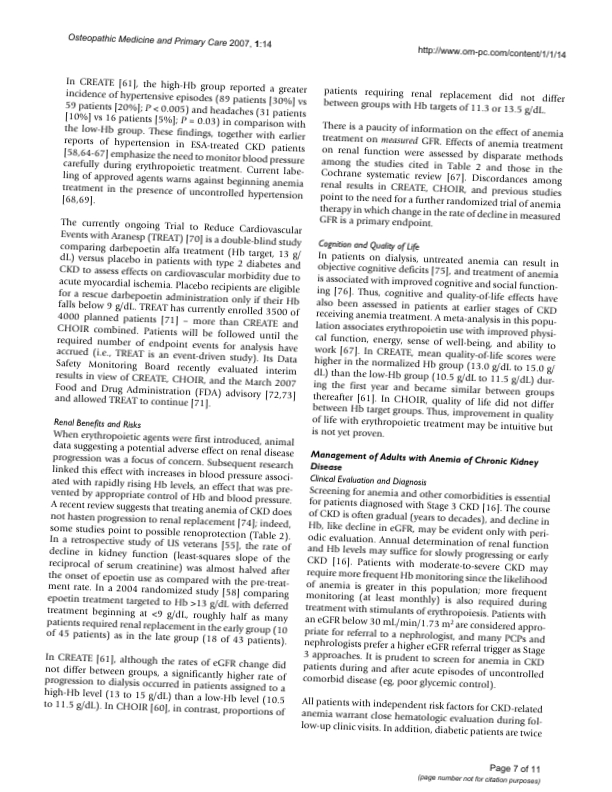 Osteopathic Medicine and Primary Care 2007, 1:14
http://www.om-pc.com/content/1/1/14
In CREATE [61], the high-Hb group reported a greater
incidence of hypertensive episodes (89 patients [30%] vs
59 patients [20%]; P < 0.005) and headaches (31 patients
[10%] vs 16 patients [5%]; P = 0.03) in comparison with
the low-Hb group. These findings, together with earlier
reports of hypertension in ESA-treated CKD patients
[58,64-67] emphasize the need to monitor blood pressure
carefully during erythropoietic treatment. Current labe-
ling of approved agents warns against beginning anemia
treatment in the presence of uncontrolled hypertension
[68,69].
The currently ongoing Trial to Reduce Cardiovascular
Events with Aranesp (TREAT) [70] is a double-blind study
comparing darbepoetin alfa treatment (Hb target, 13 g/
dL) versus placebo in patients with type 2 diabetes and
CKD to assess effects on cardiovascular morbidity due to
acute myocardial ischemia. Placebo recipients are eligible
for a rescue darbepoetin administration only if their Hb
falls below 9 g/dL. TREAT has currently enrolled 3500 of
4000 planned patients [71] – more than CREATE and
CHOIR combined. Patients will be followed until the
required number of endpoint events for analysis have
accrued (i.e., TREAT is an event-driven study). Its Data
Safety Monitoring Board recently evaluated interim
results in view of CREATE, CHOIR, and the March 2007
Food and Drug Administration (FDA) advisory [72,73]
and allowed TREAT to continue [71].
Renal Benefits and Risks
When erythropoietic agents were first introduced, animal
data suggesting a potential adverse effect on renal disease
progression was a focus of concern. Subsequent research
linked this effect with increases in blood pressure associ-
ated with rapidly rising Hb levels, an effect that was pre-
vented by appropriate control of Hb and blood pressure.
A recent review suggests that treating anemia of CKD does
not hasten progression to renal replacement [74]; indeed,
some studies point to possible renoprotection (Table 2).
In a retrospective study of US veterans [55], the rate of
decline in kidney function (least-squares slope of the
reciprocal of serum creatinine) was almost halved after
the onset of epoetin use as compared with the pre-treat-
ment rate. In a 2004 randomized study [58] comparing
epoetin treatment targeted to Hb >13 g/dL with deferred
treatment beginning at <9 g/dL, roughly half as many
patients required renal replacement in the early group (10
of 45 patients) as in the late group (18 of 43 patients).
In CREATE [61], although the rates of eGFR change did
not differ between groups, a significantly higher rate of
progression to dialysis occurred in patients assigned to a
high-Hb level (13 to 15 g/dL) than a low-Hb level (10.5
to 11.5 g/dL). In CHOIR [60], in contrast, proportions of
patients requiring renal replacement did not differ
between groups with Hb targets of 11.3 or 13.5 g/dL.
There is a paucity of information on the effect of anemia
treatment on measured GFR. Effects of anemia treatment
on renal function were assessed by disparate methods
among the studies cited in Table 2 and those in the
Cochrane systematic review [67]. Discordances among
renal results in CREATE, CHOIR, and previous studies
point to the need for a further randomized trial of anemia
therapy in which change in the rate of decline in measured
GFR is a primary endpoint.
Cognition and Quality of Life
In patients on dialysis, untreated anemia can result in
objective cognitive deficits [75], and treatment of anemia
is associated with improved cognitive and social function-
ing [76]. Thus, cognitive and quality-of-life effects have
also been assessed in patients at earlier stages of CKD
receiving anemia treatment. A meta-analysis in this popu-
lation associates erythropoietin use with improved physi-
cal function, energy, sense of well-being, and ability to
work [67]. In CREATE, mean quality-of-life scores were
higher in the normalized Hb group (13.0 g/dL to 15.0 g/
dL) than the low-Hb group (10.5 g/dL to 11.5 g/dL) dur-
ing the first year and became similar between groups
thereafter [61]. In CHOIR, quality of life did not differ
between Hb target groups. Thus, improvement in quality
of life with erythropoietic treatment may be intuitive but
is not yet proven.
Management of Adults with Anemia of Chronic Kidney
Disease
Clinical Evaluation and Diagnosis
Screening for anemia and other comorbidities is essential
for patients diagnosed with Stage 3 CKD [16]. The course
of CKD is often gradual (years to decades), and decline in
Hb, like decline in eGFR, may be evident only with peri-
odic evaluation. Annual determination of renal function
and Hb levels may suffice for slowly progressing or early
CKD [16]. Patients with moderate-to-severe CKD may
require more frequent Hb monitoring since the likelihood
of anemia is greater in this population; more frequent
monitoring (at least monthly) is also required during
treatment with stimulants of erythropoiesis. Patients with
an eGFR below 30 mL/min/1.73 m² are considered appro-
priate for referral to a nephrologist, and many PCPs and
nephrologists prefer a higher eGFR referral trigger as Stage
3 approaches. It is prudent to screen for anemia in CKD
patients during and after acute episodes of uncontrolled
comorbid disease (eg, poor glycemic control).
All patients with independent risk factors for CKD-related
anemia warrant close hematologic evaluation during fol-
low-up clinic visits. In addition, diabetic patients are twice
Page 7 of 11
(page number not for citation purposes)